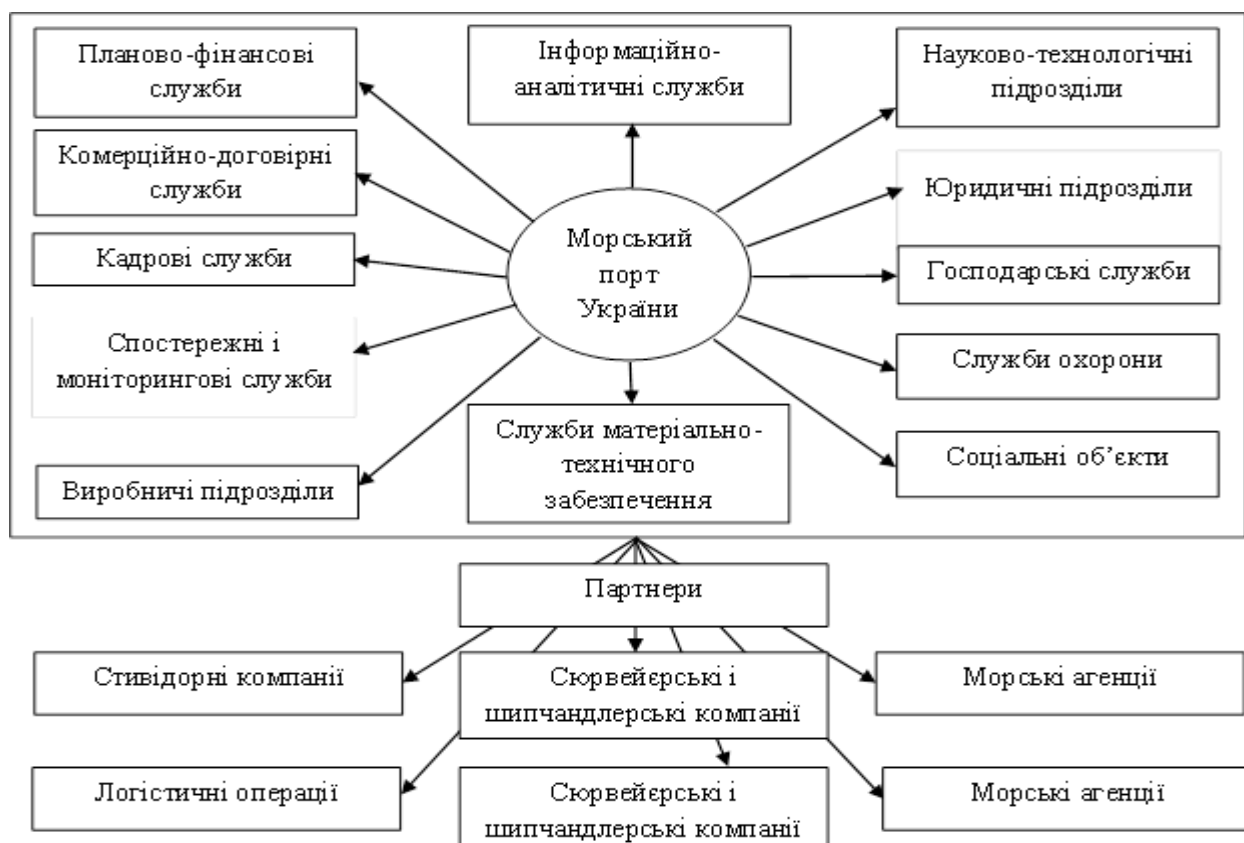 Планово-фінансові
служби
Інформаційно-
аналітичні служби
Науково-технологічні
підрозділи
Комерційно-договірні
служби
Юридичні підрозділи
Кадрові служби
Морський
порт
України
Господарські служби
Спостережні і
моніторингові служби
Служби охорони
Виробничі підрозділи
Служби матеріально-
технічного
забезпечення
Соціальні об’єкти
Партнери
Стивідорні компанії
Сюрвейєрські і
шипчандлерські компанії
Морські агенції
Логістичні операції
Сюрвейєрські і
шипчандлерські компанії
Морські агенції